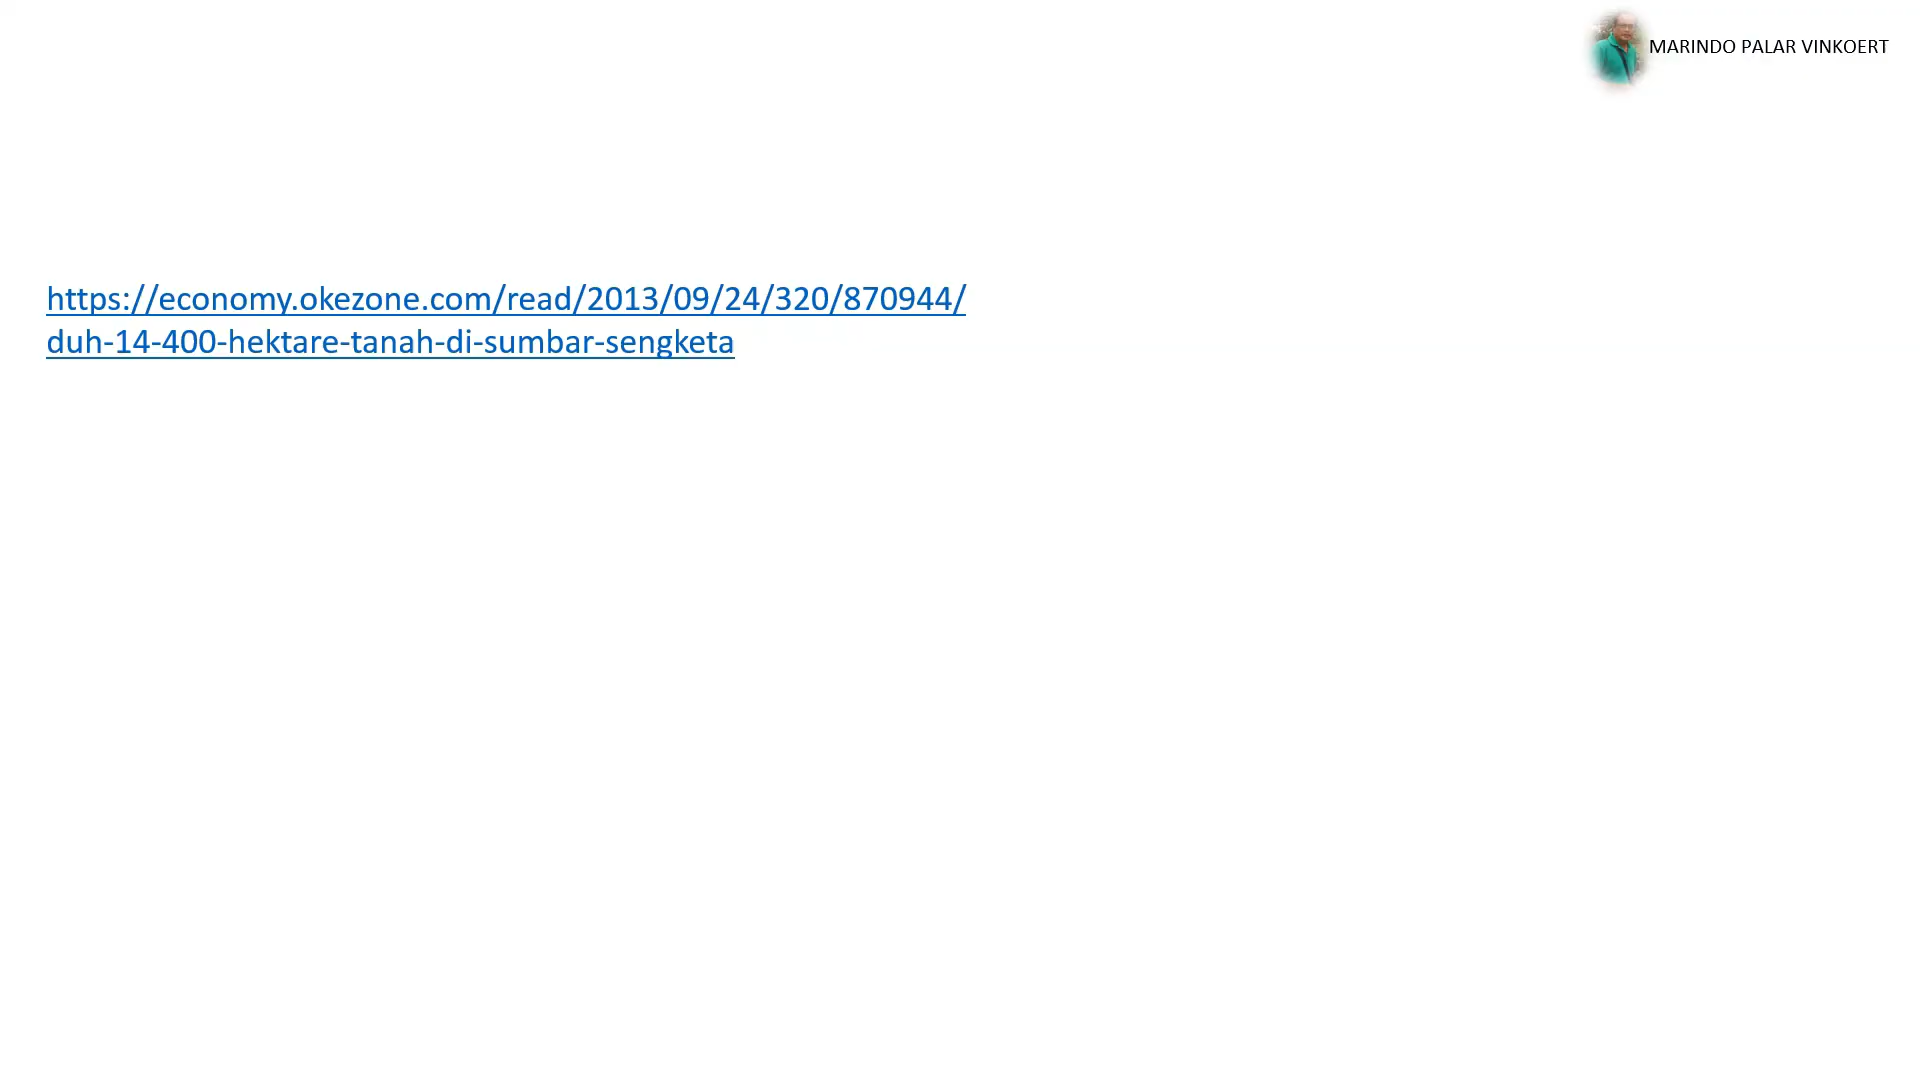 MARINDO PALAR VINKOERT
https://economy.okezone.com/read/2013/09/24/320/870944/
duh-14-400-hektare-tanah-di-sumbar-sengketa